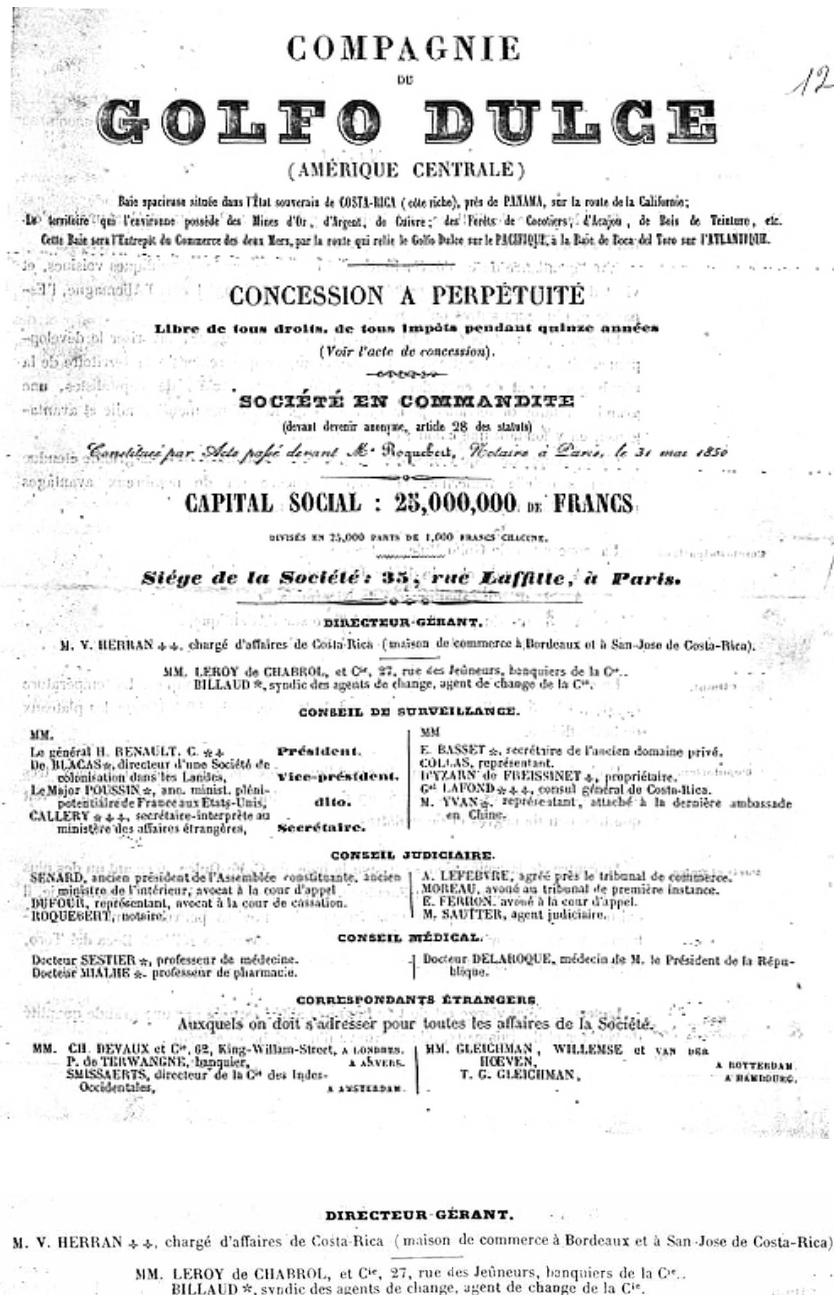 COMPAGNIE
DU
GOLFO DULCE
(AMÉRIQUE CENTRALE)
12
Baie spacieuse située dans l'État souverain de COSTA-RICA (côte riche), près de PANAMA, sur la route de la Californie;
Le territoire qui l'environne possède des Mines d'Or, d'Argent, de Cuivre; des Forêts de Cocotiers, d'Acajou, de Bois de Teinture, etc.
Cette Baie sera l'Entrepôt du Commerce des deux Mers, par la route qui relie le Golfo Dulce sur le PACIFIQUE, à la Baie de Boca del Toro sur l'ATLANTIQUE.
CONCESSION A PERPÉTUITÉ
Libre de tous droits, de tous impôts pendant quinze années
(Voir l'acte de concession).
SOCIÉTÉ EN COMMANDITE
(devant devenir anonyme, article 28 des statuts)
Constituée par Acte passé devant Me Roquebert, Notaire à Paris, le 31 mai 1850
CAPITAL SOCIAL : 25,000,000 DE FRANCS
DIVISÉS EN 25,000 PARTS DE 1,000 FRANCS CHACUNE.
Siége de la Société: 35, rue Laffitte, à Paris.
DIRECTEUR-GÉRANT.
M. V. HERRAN ✢ ✢, chargé d'affaires de Costa-Rica (maison de commerce à Bordeaux et à San-Jose de Costa-Rica).
MM. LEROY de CHABROL, et Cie, 27, rue des Jeûneurs, banquiers de la Cie..
BILLAUD *, syndic des agents de change, agent de change de la Cie.
CONSEIL DE SURVEILLANCE.
MM.
Le général H. RENAULT, C. * ✢ Président.
De BLACAS *, directeur d'une Société de
colonisation dans les Landes, Vice-président.
Le Major POUSSIN *, anc. minist. pléni-
potentiaire de France aux États-Unis, dito.
CALLERY * ✢ ✢, secrétaire-interprète au
ministère des affaires étrangères, Secrétaire.
MM
E. BASSET *, secrétaire de l'ancien domaine privé.
COLLAS, représentant.
D'YZARN de FREISSINET ✢, propriétaire.
Gel LAFOND * ✢ ✢ ✢, consul général de Costa-Rica.
M. YVAN *, représentant, attaché à la dernière ambassade
en Chine.
CONSEIL JUDICIAIRE.
SENARD, ancien président de l'Assemblée constituante, ancien
ministre de l'intérieur, avocat à la cour d'appel
DUFOUR, représentant, avocat à la cour de cassation.
ROQUEBERT, notaire.
A. LEFEBVRE, agréé près le tribunal de commerce.
MOREAU, avoué au tribunal de première instance.
E. FERRON, avoué à la cour d'appel.
M. SAUTTER, agent judiciaire.
CONSEIL MÉDICAL.
Docteur SESTIER *, professeur de médecine.
Docteur MIALHE *, professeur de pharmacie.
Docteur DELAROQUE, médecin de M. le Président de la Répu-
blique.
CORRESPONDANTS ÉTRANGERS
Auxquels on doit s'adresser pour toutes les affaires de la Société.
MM. CH. DEVAUX et Cie, 62, King-Willam-Street, A LONDRES.
P. de TERWANGNE, banquier, A ANVERS.
SMISSAERTS, directeur de la Cie des Indes-
Occidentales, A AMSTERDAM.
MM. GLEICHMAN, WILLEMSE et VAN DER
HŒVEN, A ROTTERDAM.
T. G. GLEICHMAN, A HAMBOURG.
DIRECTEUR-GÉRANT.
M. V. HERRAN ✢ ✢, chargé d'affaires de Costa-Rica (maison de commerce à Bordeaux et à San-Jose de Costa-Rica)
MM. LEROY de CHABROL, et Cie, 27, rue des Jeûneurs, banquiers de la Cie..
BILLAUD *, syndic des agents de change, agent de change de la Cie.